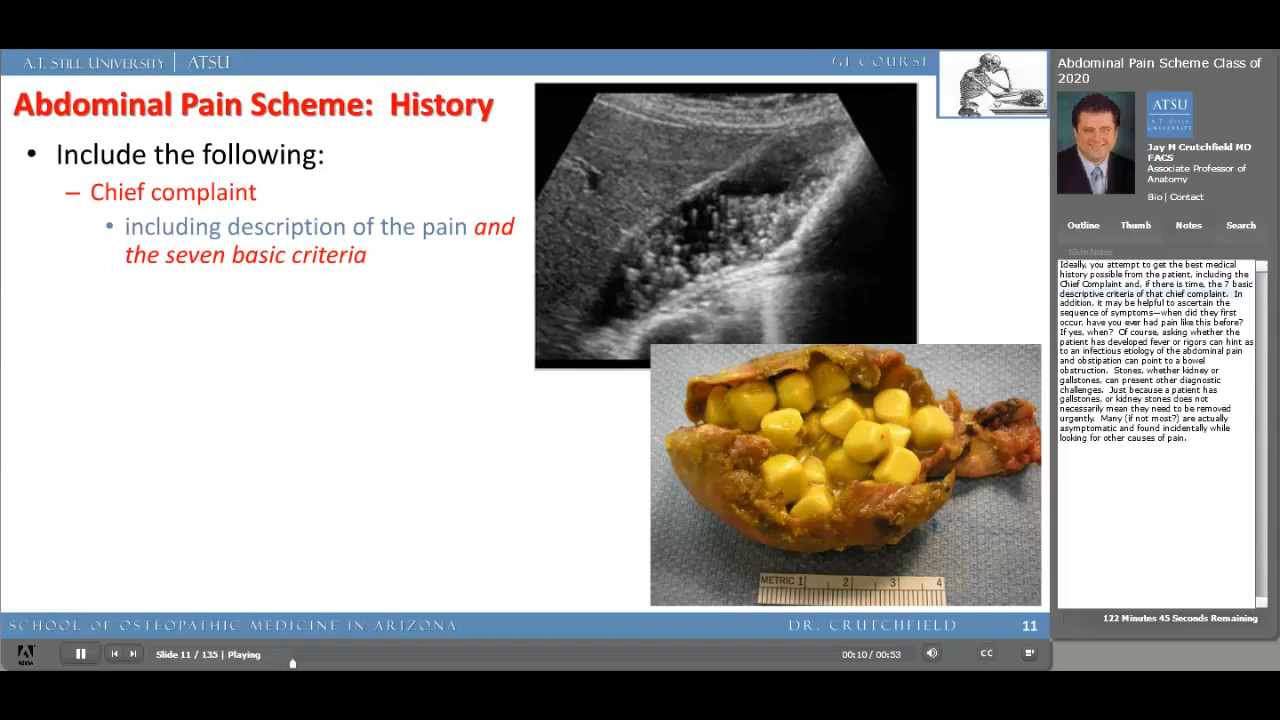 A.T. STILL UNIVERSITY | ATSU
GI COURSE
Abdominal Pain Scheme: History
• Include the following:
– Chief complaint
• including description of the pain and
the seven basic criteria
METRIC 1 2 3 4
SCHOOL OF OSTEOPATHIC MEDICINE IN ARIZONA
DR. CRUTCHFIELD
11
Abdominal Pain Scheme Class of
2020
ATSU
A.T. STILL
UNIVERSITY
Jay M Crutchfield MD
FACS
Associate Professor of
Anatomy
Bio | Contact
Outline Thumb Notes Search
Slide Notes
Ideally, you attempt to get the best medical
history possible from the patient, including the
Chief Complaint and, if there is time, the 7 basic
descriptive criteria of that chief complaint. In
addition, it may be helpful to ascertain the
sequence of symptoms—when did they first
occur, have you ever had pain like this before?
If yes, when? Of course, asking whether the
patient has developed fever or rigors can hint as
to an infectious etiology of the abdominal pain
and obstipation can point to a bowel
obstruction. Stones, whether kidney or
gallstones, can present other diagnostic
challenges. Just because a patient has
gallstones, or kidney stones does not
necessarily mean they need to be removed
urgently. Many (if not most?) are actually
asymptomatic and found incidentally while
looking for other causes of pain.
122 Minutes 45 Seconds Remaining
Adobe
Slide 11 / 135 | Playing
00:10 / 00:53
CC